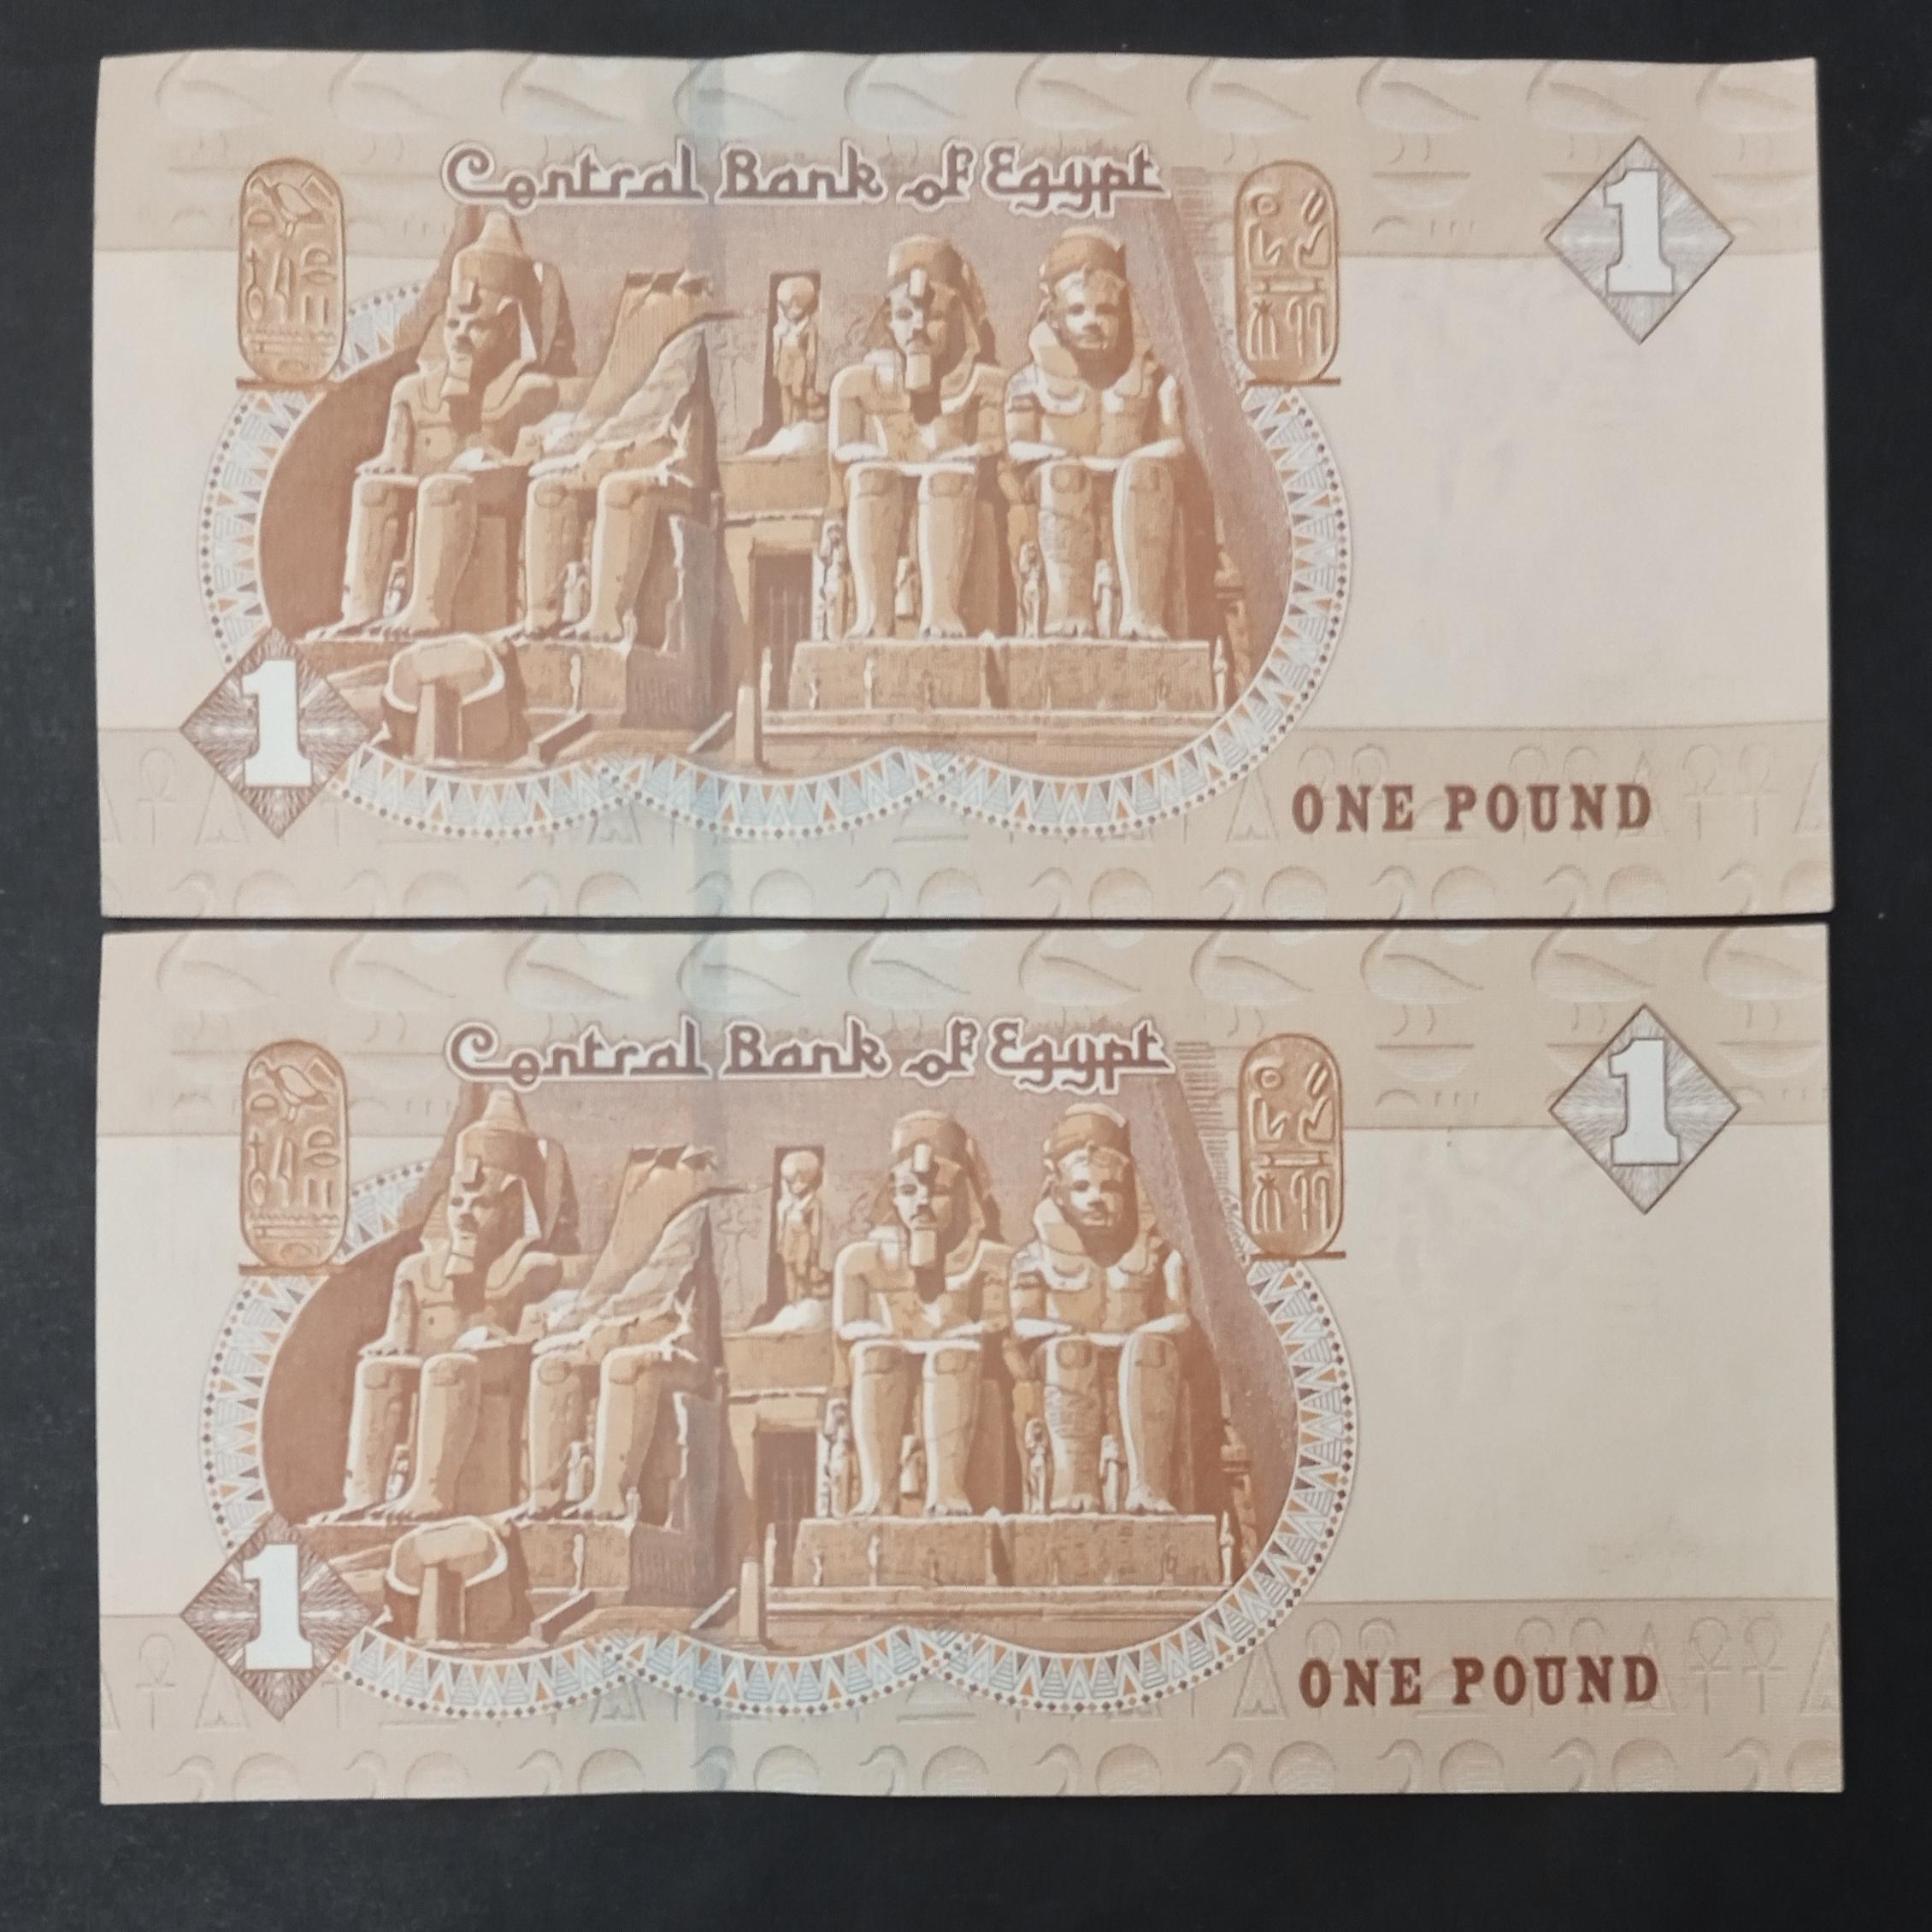 Central Bank of Egypt
1
1
ONE POUND
Central Bank of Egypt
1
1
ONE POUND